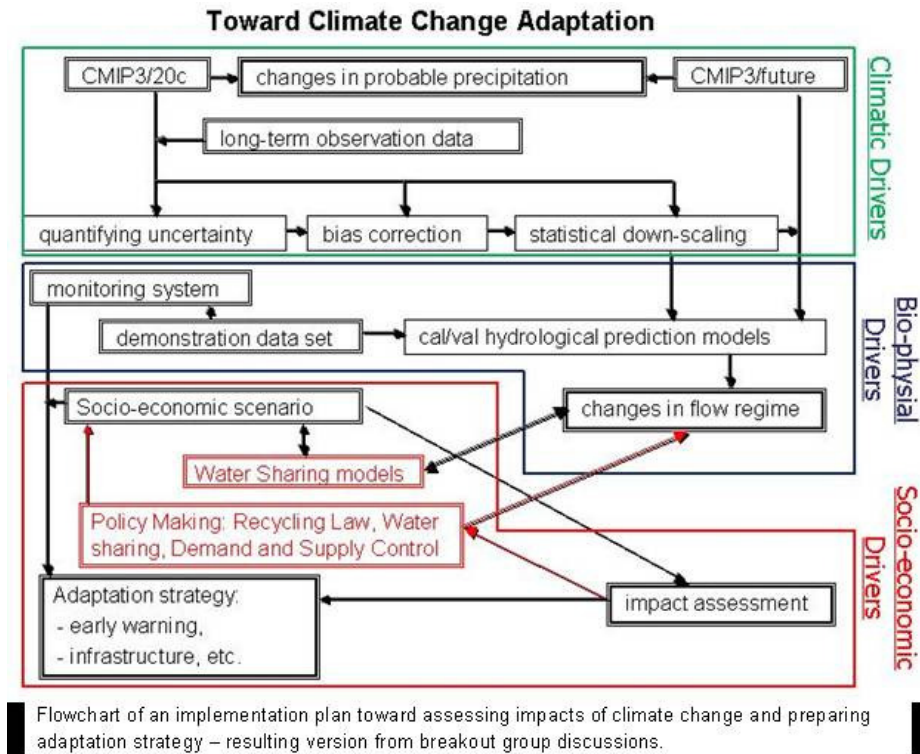 Toward Climate Change Adaptation
CMIP3/20c
changes in probable precipitation
CMIP3/future
Climatic Drivers
long-term observation data
quantifying uncertainty
bias correction
statistical down-scaling
monitoring system
Bio-physial
Drivers
demonstration data set
cal/val hydrological prediction models
Socio-economic scenario
changes in flow regime
Water Sharing models
Socio-economic
Drivers
Policy Making: Recycling Law, Water
sharing, Demand and Supply Control
Adaptation strategy:
- early warning,
- infrastructure, etc.
impact assessment
Flowchart of an implementation plan toward assessing impacts of climate change and preparing
adaptation strategy – resulting version from breakout group discussions.